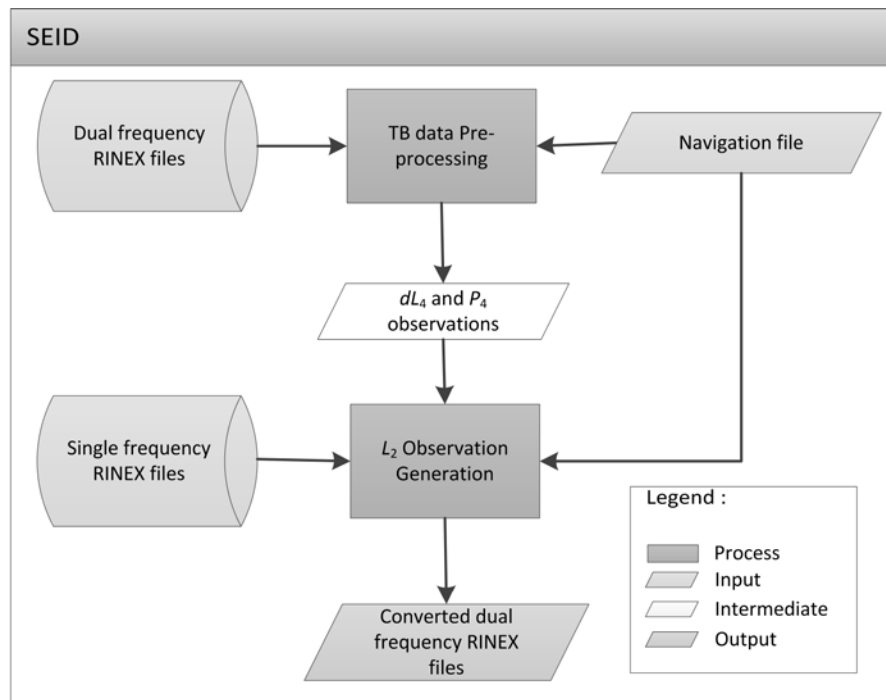 SEID
Dual frequency
RINEX files
TB data Pre-
processing
Navigation file
dL₄ and P₄
observations
Single frequency
RINEX files
L₂ Observation
Generation
Converted dual
frequency RINEX
files
Legend :
Process
Input
Intermediate
Output